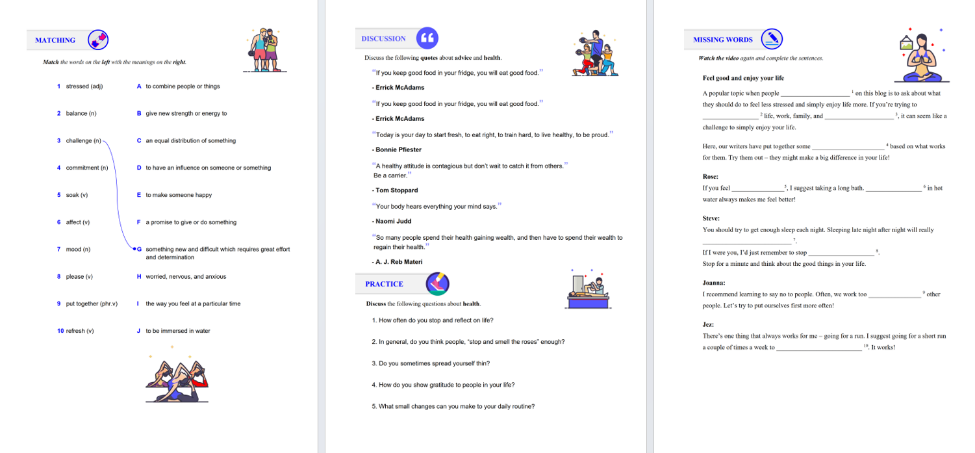 MATCHING
Match the words on the left with the meanings on the right.
1 stressed (adj)
A to combine people or things
2 balance (n)
B give new strength or energy to
3 challenge (n)
C an equal distribution of something
4 commitment (n)
D to have an influence on someone or something
5 soak (v)
E to make someone happy
6 affect (v)
F a promise to give or do something
7 mood (n)
G something new and difficult which requires great effort
and determination
8 please (v)
H worried, nervous, and anxious
9 put together (phr.v)
I the way you feel at a particular time
10 refresh (v)
J to be immersed in water
DISCUSSION
Discuss the following quotes about advice and health.
"If you keep good food in your fridge, you will eat good food."
- Errick McAdams
"If you keep good food in your fridge, you will eat good food."
- Errick McAdams
"Today is your day to start fresh, to eat right, to train hard, to live healthy, to be proud."
- Bonnie Pfiester
"A healthy attitude is contagious but don't wait to catch it from others.
Be a carrier."
- Tom Stoppard
"Your body hears everything your mind says."
- Naomi Judd
"So many people spend their health gaining wealth, and then have to spend their wealth to
regain their health."
- A. J. Reb Materi
PRACTICE
Discuss the following questions about health.
1. How often do you stop and reflect on life?
2. In general, do you think people, "stop and smell the roses" enough?
3. Do you sometimes spread yourself thin?
4. How do you show gratitude to people in your life?
5. What small changes can you make to your daily routine?
MISSING WORDS
Watch the video again and complete the sentences.
Feel good and enjoy your life
A popular topic when people ____________________ 1 on this blog is to ask about what
they should do to feel less stressed and simply enjoy life more. If you're trying to
________________ 2 life, work, family, and ____________________ 3, it can seem like a
challenge to simply enjoy your life.
Here, our writers have put together some ____________________ 4 based on what works
for them. Try them out – they might make a big difference in your life!
Rose:
If you feel _______________ 5, I suggest taking a long bath. ________________ 6 in hot
water always makes me feel better!
Steve:
You should try to get enough sleep each night. Sleeping late night after night will really
_________________________ 7.
If I were you, I'd just remember to stop ___________________ 8.
Stop for a minute and think about the good things in your life.
Joanna:
I recommend learning to say no to people. Often, we work too _______________ 9 other
people. Let's try to put ourselves first more often!
Jez:
There's one thing that always works for me – going for a run. I suggest going for a short run
a couple of times a week to ________________________ 10. It works!